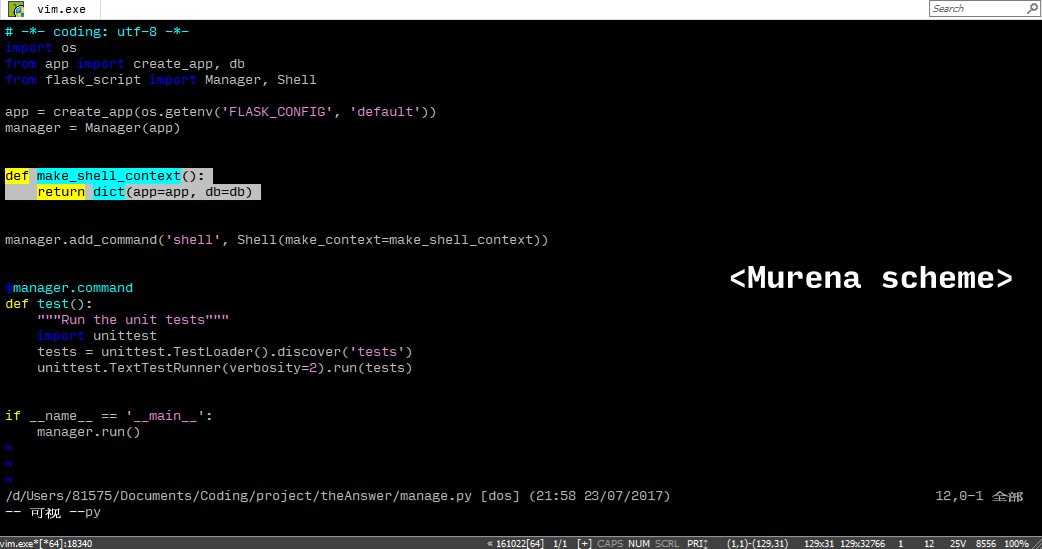 vim.exe
Search
# -*- coding: utf-8 -*-
import os
from app import create_app, db
from flask_script import Manager, Shell
app = create_app(os.getenv('FLASK_CONFIG', 'default'))
manager = Manager(app)
def make_shell_context():
    return dict(app=app, db=db)
manager.add_command('shell', Shell(make_context=make_shell_context))
<Murena scheme>
@manager.command
def test():
    """Run the unit tests"""
    import unittest
    tests = unittest.TestLoader().discover('tests')
    unittest.TextTestRunner(verbosity=2).run(tests)
if __name__ == '__main__':
    manager.run()
~
~
~
/d/Users/81575/Documents/Coding/project/theAnswer/manage.py [dos] (21:58 23/07/2017) 12,0-1 全部
-- 可视 --py
vim.exe*[*64]:18340 « 161022[64] 1/1 [+] CAPS NUM SCRL PRI↕ (1,1)-(129,31) 129x31 129x32766 1 12 25V 8556 100%